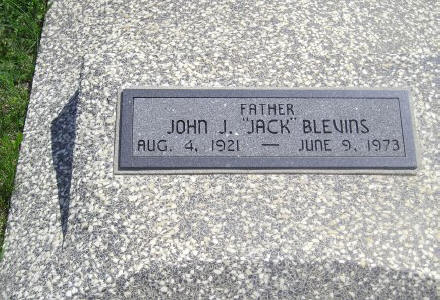 FATHER
JOHN J. "JACK" BLEVINS
AUG. 4, 1921 — JUNE 9, 1973